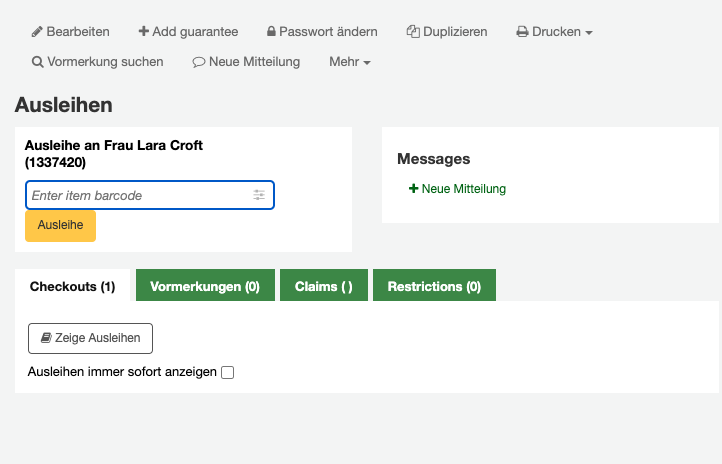 Bearbeiten Add guarantee Passwort ändern Duplizieren Drucken
Vormerkung suchen Neue Mitteilung Mehr
Ausleihen
Ausleihe an Frau Lara Croft
(1337420)
Enter item barcode
Ausleihe
Messages
Neue Mitteilung
Checkouts (1) Vormerkungen (0) Claims ( ) Restrictions (0)
Zeige Ausleihen
Ausleihen immer sofort anzeigen